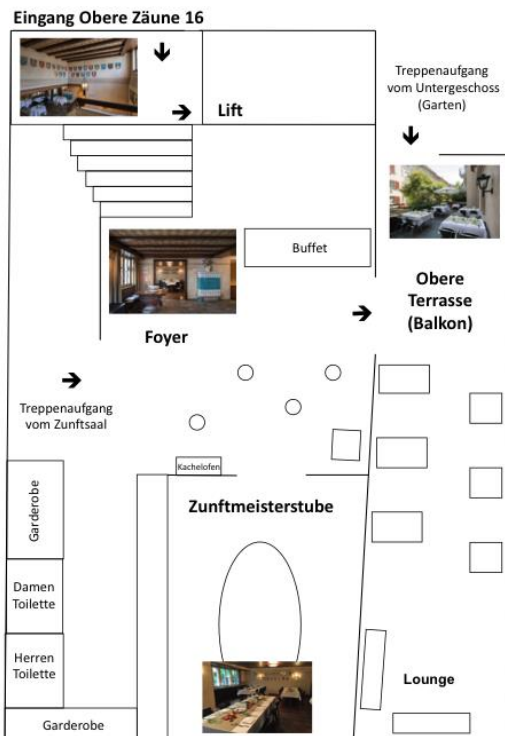 Eingang Obere Zäune 16
Lift
Treppenaufgang
vom Untergeschoss
(Garten)
Buffet
Obere
Terrasse
(Balkon)
Foyer
Treppenaufgang
vom Zunftsaal
Kachelofen
Garderobe
Zunftmeisterstube
Damen
Toilette
Herren
Toilette
Lounge
Garderobe